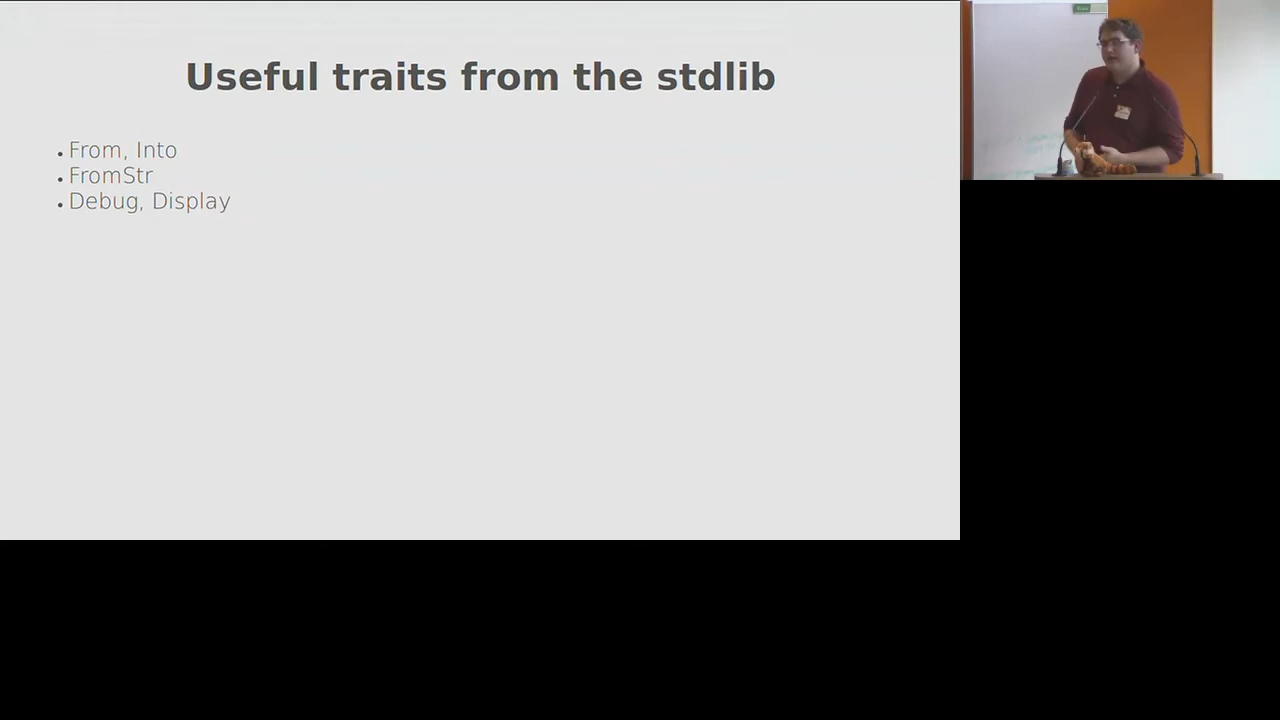 Useful traits from the stdlib
• From, Into
• FromStr
• Debug, Display